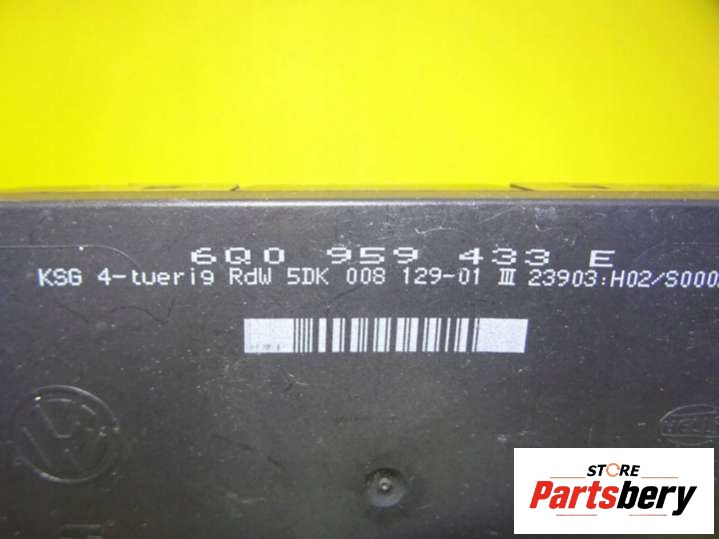 6Q0 959 433 E
KSG 4-tuerig RdW 5DK 008 129-01 III 23903:H02/S000
STORE
Partsbery